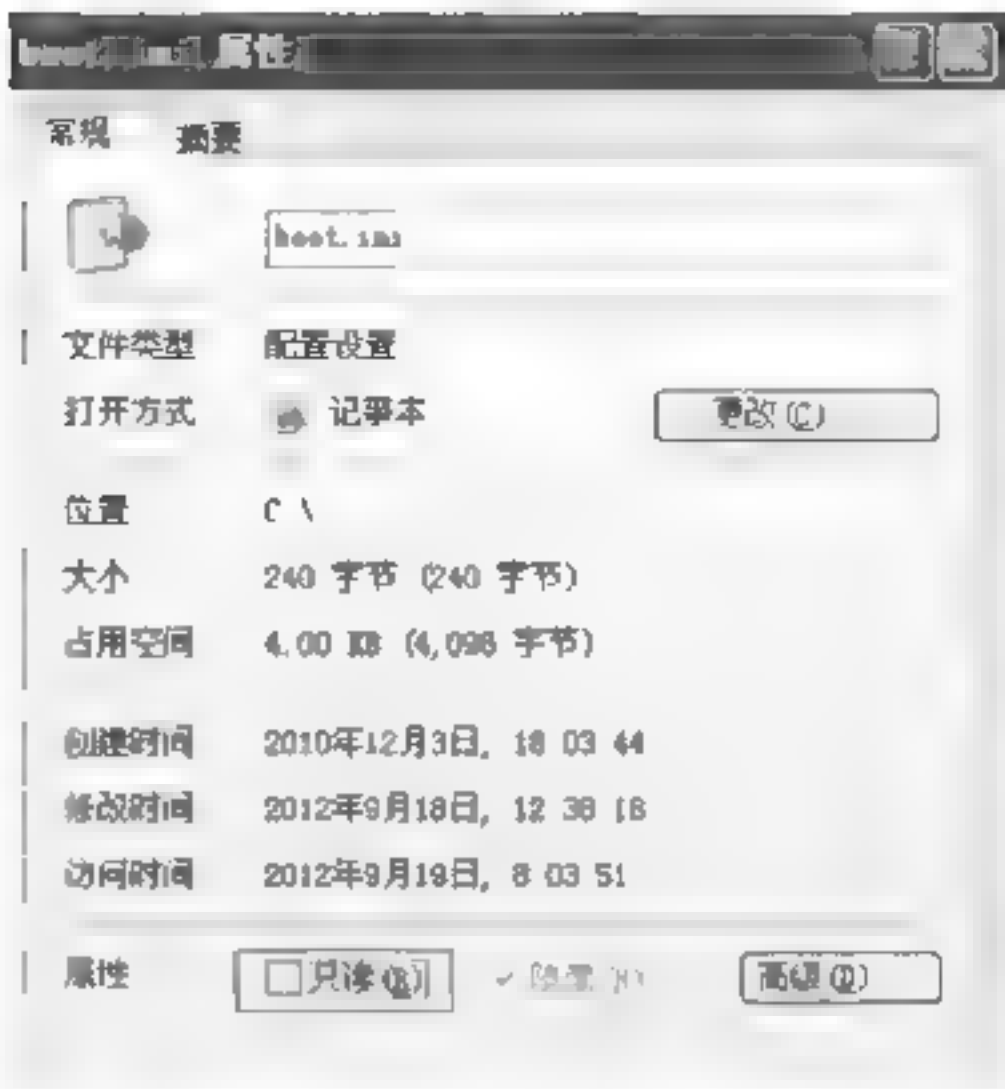 boot.ini 属性
常规 摘要
boot.ini
文件类型 配置设置
打开方式 记事本 更改(C)
位置 C \
大小 240 字节 (240 字节)
占用空间 4.00 KB (4,096 字节)
创建时间 2010年12月3日, 18 03 44
修改时间 2012年9月18日, 12 38 18
访问时间 2012年9月19日, 8 03 51
属性 只读(R) 隐藏(H) 高级(D)